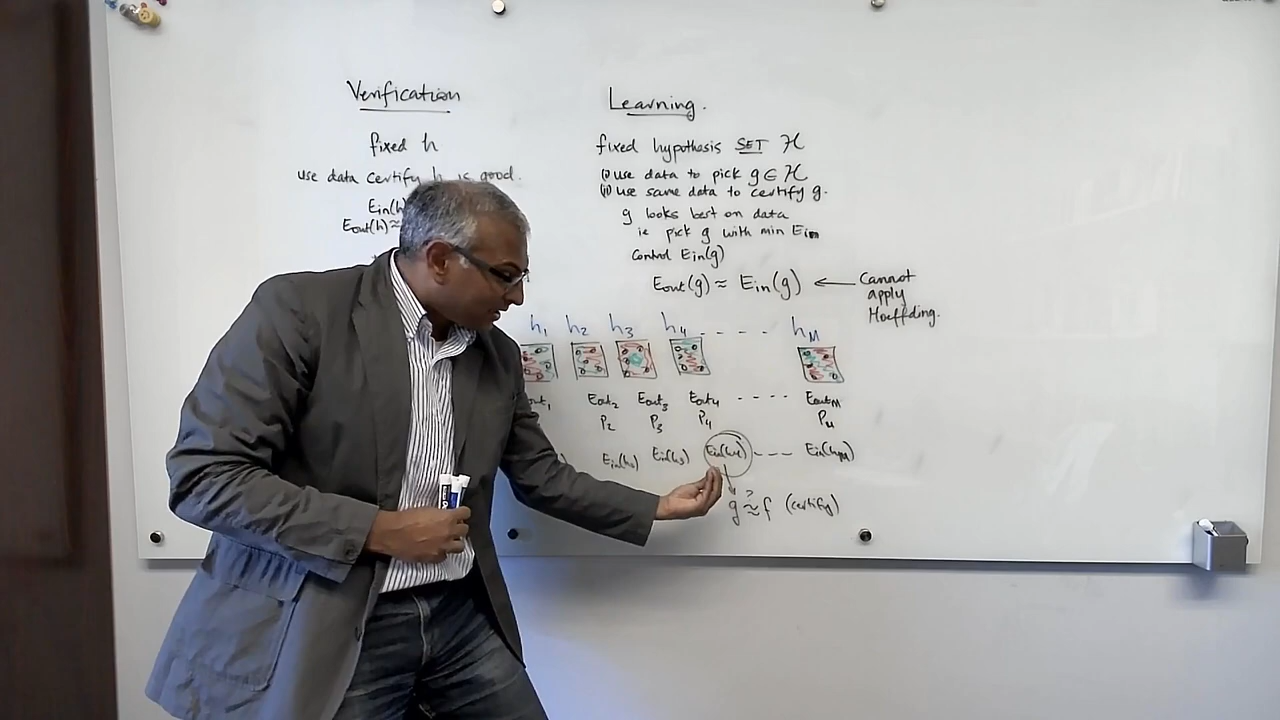 Verification
fixed h
use data certify h is good.
Ein(h
Eout(h) ≈
Learning.
fixed hypothesis SET H
(i) use data to pick g ∈ H
(ii) use same data to certify g.
g looks best on data
ie pick g with min Ein
control Ein(g)
Eout(g) ≈ Ein(g) ← Cannot apply Hoeffding.
h1 h2 h3 h4 - - - - hM
out1 Eout2 Eout3 Eout4 - - - - EoutM
P2 P3 P4 PM
Ein(h2) Ein(h3) Ein(h4) - - - Ein(hM)
g ≈? f (certify)